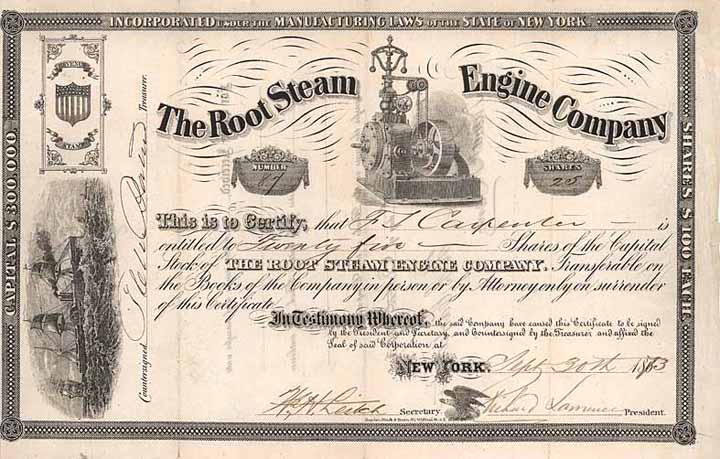 INCORPORATED UNDER THE MANUFACTURING LAWS OF THE STATE OF NEW YORK.
REVENUE
STAMP
The Root Steam Engine Company
NUMBER
SHARES
25
This is to Certify, that F. S. Carpenter is
entitled to Twenty five Shares of the Capital
Stock of THE ROOT STEAM ENGINE COMPANY. Transferable on
the Books of the Company in person or by Attorney only on surrender
of this Certificate.
In Testimony Whereof, the said Company have caused this Certificate to be signed
by the President and Secretary, and Countersigned by the Treasurer and affixed the
Seal of said Corporation at
NEW YORK. Sept 30th 1863
Secretary. Richard Lawrence President.
Countersigned Treasurer.
CAPITAL $300,000
SHARES $100 EACH.